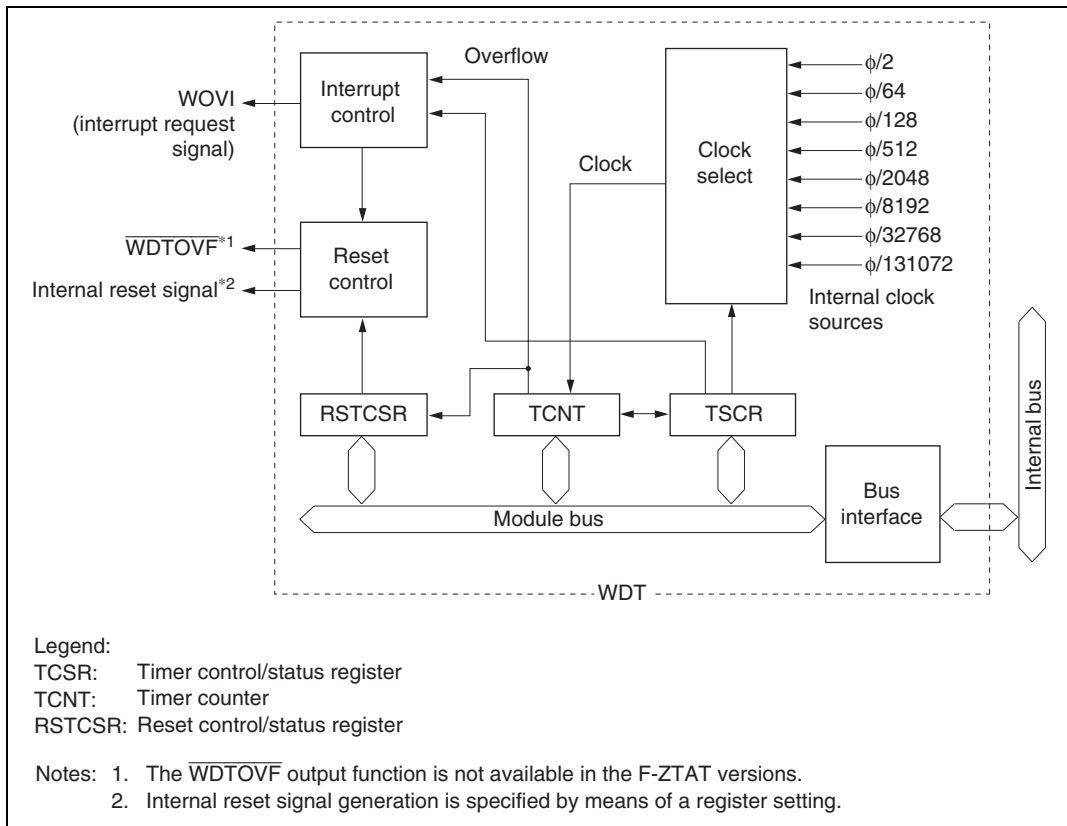 Overflow
WOVI
(interrupt request
signal)
Interrupt
control
WDTOVF*1
Internal reset signal*2
Reset
control
Clock
Clock
select
ϕ/2
ϕ/64
ϕ/128
ϕ/512
ϕ/2048
ϕ/8192
ϕ/32768
ϕ/131072
Internal clock
sources
RSTCSR
TCNT
TSCR
Module bus
Bus
interface
Internal bus
WDT
Legend:
TCSR: Timer control/status register
TCNT: Timer counter
RSTCSR: Reset control/status register
Notes: 1. The WDTOVF output function is not available in the F-ZTAT versions.
2. Internal reset signal generation is specified by means of a register setting.